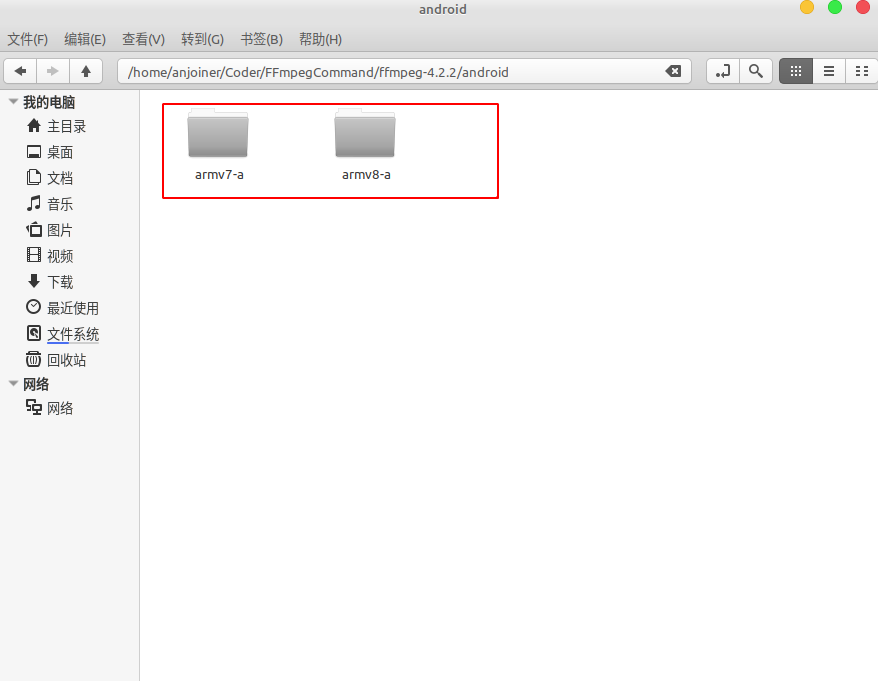 android
文件(F) 编辑(E) 查看(V) 转到(G) 书签(B) 帮助(H)
/home/anjoiner/Coder/FFmpegCommand/ffmpeg-4.2.2/android
我的电脑
主目录
桌面
文档
音乐
图片
视频
下载
最近使用
文件系统
回收站
网络
网络
armv7-a armv8-a